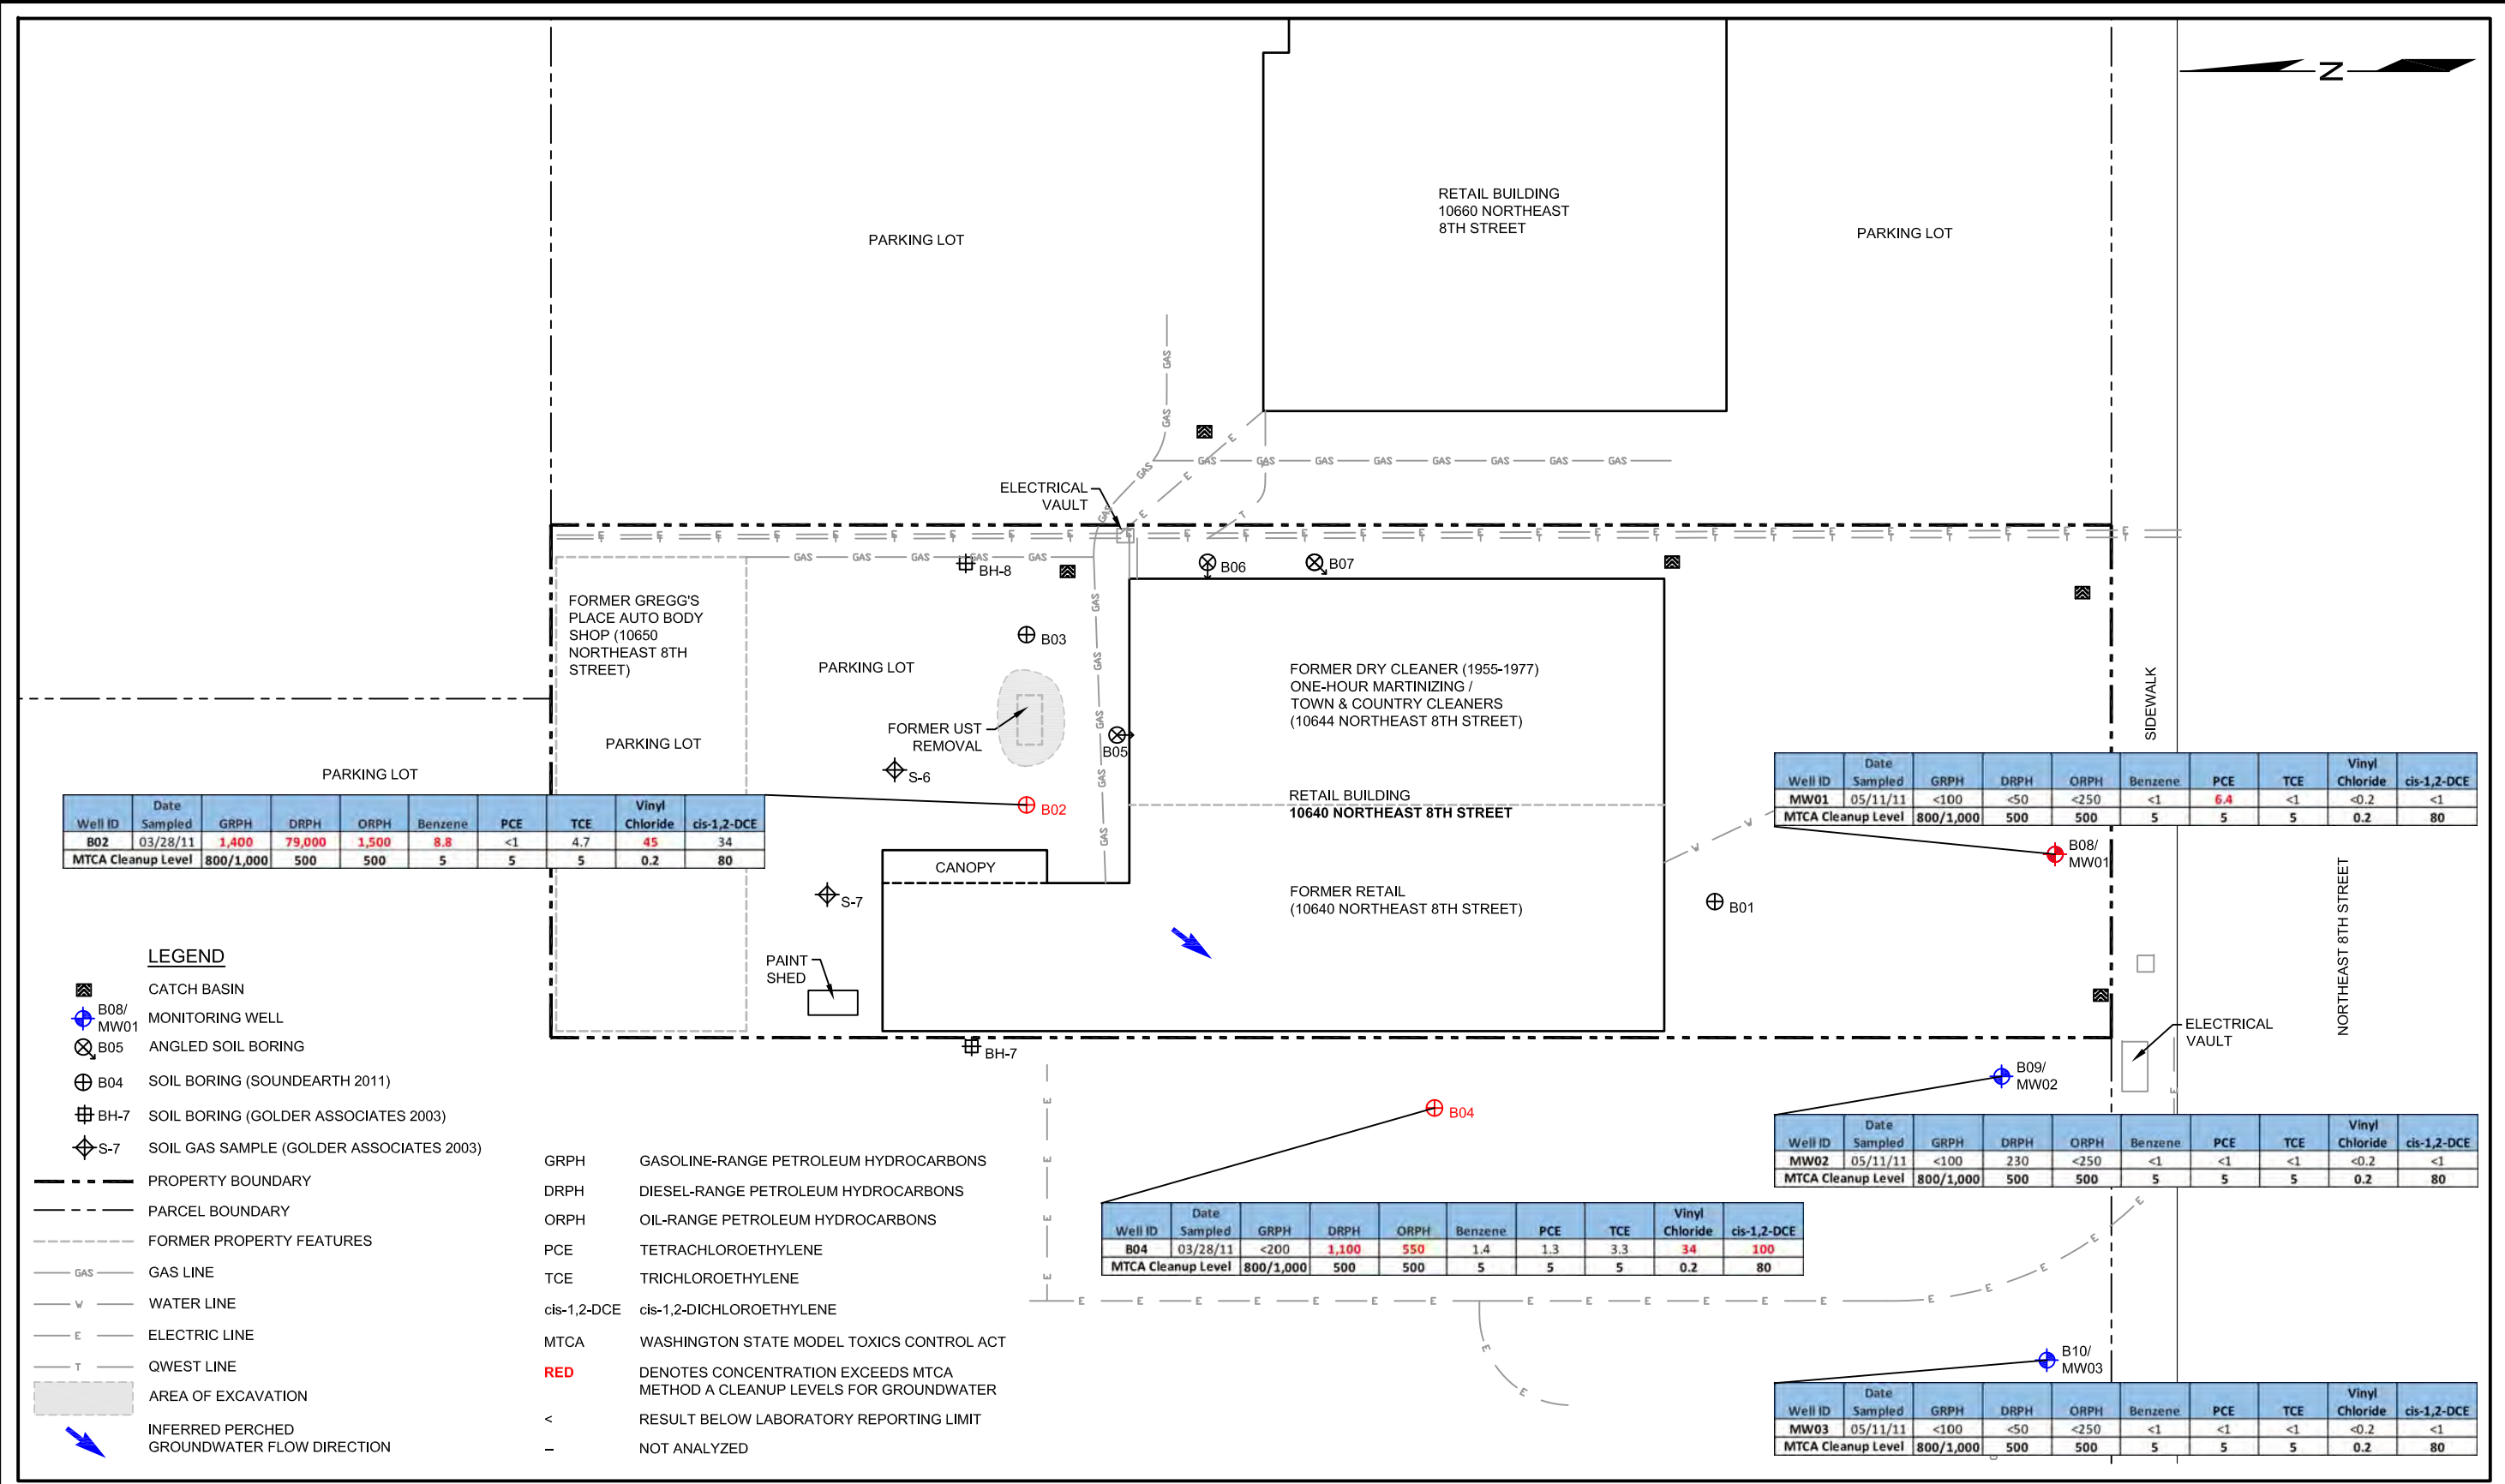 N
RETAIL BUILDING
10660 NORTHEAST
8TH STREET
PARKING LOT
PARKING LOT
GAS
GAS
GAS
GAS GAS GAS GAS GAS GAS GAS GAS
E
E
E
T
ELECTRICAL
VAULT
GAS GAS GAS GAS GAS
BH-8
B06
B07
FORMER GREGG'S
PLACE AUTO BODY
SHOP (10650
NORTHEAST 8TH
STREET)
B03
PARKING LOT
FORMER DRY CLEANER (1955-1977)
ONE-HOUR MARTINIZING /
TOWN & COUNTRY CLEANERS
(10644 NORTHEAST 8TH STREET)
SIDEWALK
FORMER UST
REMOVAL
PARKING LOT
B05
S-6
PARKING LOT
B02
RETAIL BUILDING
10640 NORTHEAST 8TH STREET
Well ID Date Sampled GRPH DRPH ORPH Benzene PCE TCE Vinyl Chloride cis-1,2-DCE
MW01 05/11/11 <100 <50 <250 <1 6.4 <1 <0.2 <1
MTCA Cleanup Level 800/1,000 500 500 5 5 5 0.2 80
Well ID Date Sampled GRPH DRPH ORPH Benzene PCE TCE Vinyl Chloride cis-1,2-DCE
B02 03/28/11 1,400 79,000 1,500 8.8 <1 4.7 45 34
MTCA Cleanup Level 800/1,000 500 500 5 5 5 0.2 80
W
W
B08/
MW01
CANOPY
S-7
FORMER RETAIL
(10640 NORTHEAST 8TH STREET)
B01
NORTHEAST 8TH STREET
PAINT
SHED
ELECTRICAL
VAULT
BH-7
B09/
MW02
B04
Well ID Date Sampled GRPH DRPH ORPH Benzene PCE TCE Vinyl Chloride cis-1,2-DCE
MW02 05/11/11 <100 230 <250 <1 <1 <1 <0.2 <1
MTCA Cleanup Level 800/1,000 500 500 5 5 5 0.2 80
Well ID Date Sampled GRPH DRPH ORPH Benzene PCE TCE Vinyl Chloride cis-1,2-DCE
B04 03/28/11 <200 1,100 550 1.4 1.3 3.3 34 100
MTCA Cleanup Level 800/1,000 500 500 5 5 5 0.2 80
E E E E E E E E E E E E E
B10/
MW03
Well ID Date Sampled GRPH DRPH ORPH Benzene PCE TCE Vinyl Chloride cis-1,2-DCE
MW03 05/11/11 <100 <50 <250 <1 <1 <1 <0.2 <1
MTCA Cleanup Level 800/1,000 500 500 5 5 5 0.2 80
LEGEND
CATCH BASIN
B08/
MW01 MONITORING WELL
B05 ANGLED SOIL BORING
B04 SOIL BORING (SOUNDEARTH 2011)
BH-7 SOIL BORING (GOLDER ASSOCIATES 2003)
S-7 SOIL GAS SAMPLE (GOLDER ASSOCIATES 2003)
PROPERTY BOUNDARY
PARCEL BOUNDARY
FORMER PROPERTY FEATURES
GAS GAS LINE
W WATER LINE
E ELECTRIC LINE
T QWEST LINE
AREA OF EXCAVATION
INFERRED PERCHED
GROUNDWATER FLOW DIRECTION
GRPH GASOLINE-RANGE PETROLEUM HYDROCARBONS
DRPH DIESEL-RANGE PETROLEUM HYDROCARBONS
ORPH OIL-RANGE PETROLEUM HYDROCARBONS
PCE TETRACHLOROETHYLENE
TCE TRICHLOROETHYLENE
cis-1,2-DCE cis-1,2-DICHLOROETHYLENE
MTCA WASHINGTON STATE MODEL TOXICS CONTROL ACT
RED DENOTES CONCENTRATION EXCEEDS MTCA
METHOD A CLEANUP LEVELS FOR GROUNDWATER
< RESULT BELOW LABORATORY REPORTING LIMIT
– NOT ANALYZED